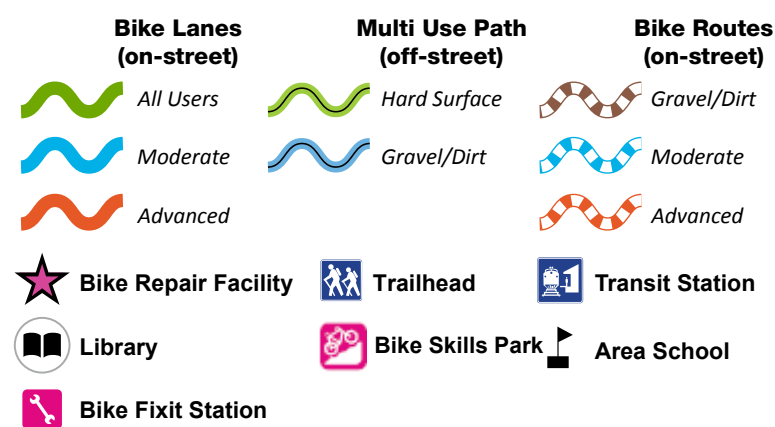 Bike Lanes
(on-street)
Multi Use Path
(off-street)
Bike Routes
(on-street)
All Users
Hard Surface
Gravel/Dirt
Moderate
Gravel/Dirt
Moderate
Advanced
Advanced
Bike Repair Facility
Trailhead
Transit Station
Library
Bike Skills Park
Area School
Bike Fixit Station